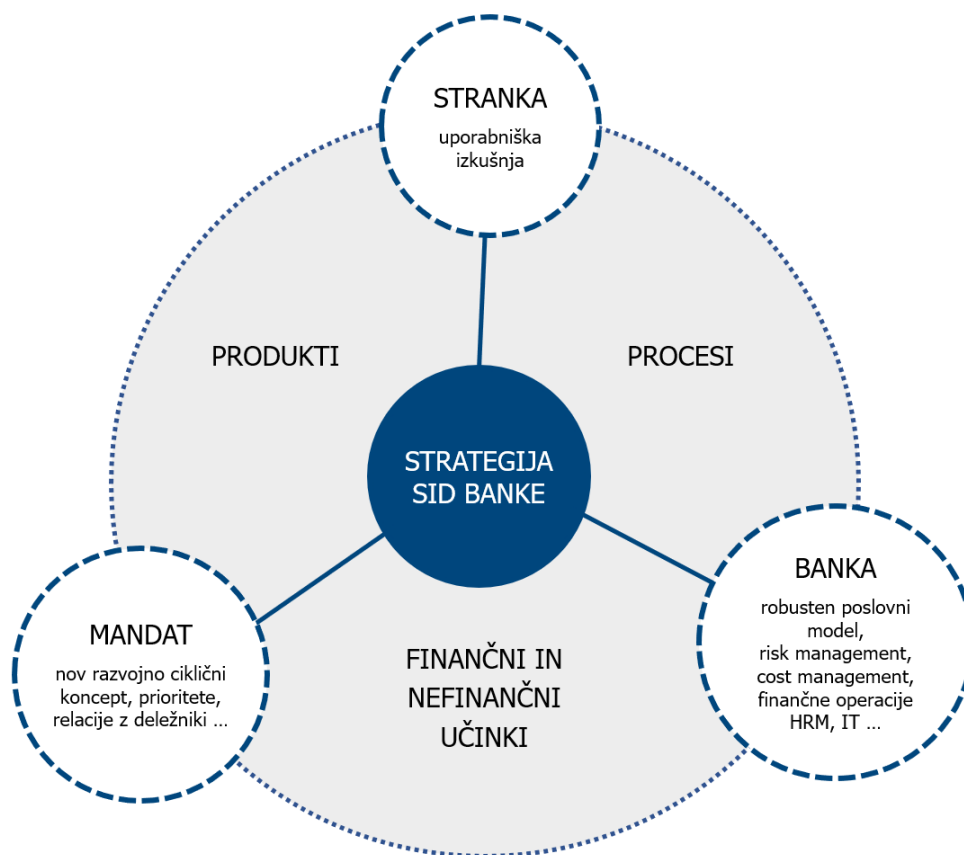 STRANKA
uporabniška
izkušnja
PRODUKTI
PROCESI
STRATEGIJA
SID BANKE
MANDAT
nov razvojno ciklični
koncept, prioritete,
relacije z deležniki ...
FINANČNI IN
NEFINANČNI
UČINKI
BANKA
robusten poslovni
model,
risk management,
cost management,
finančne operacije
HRM, IT ...